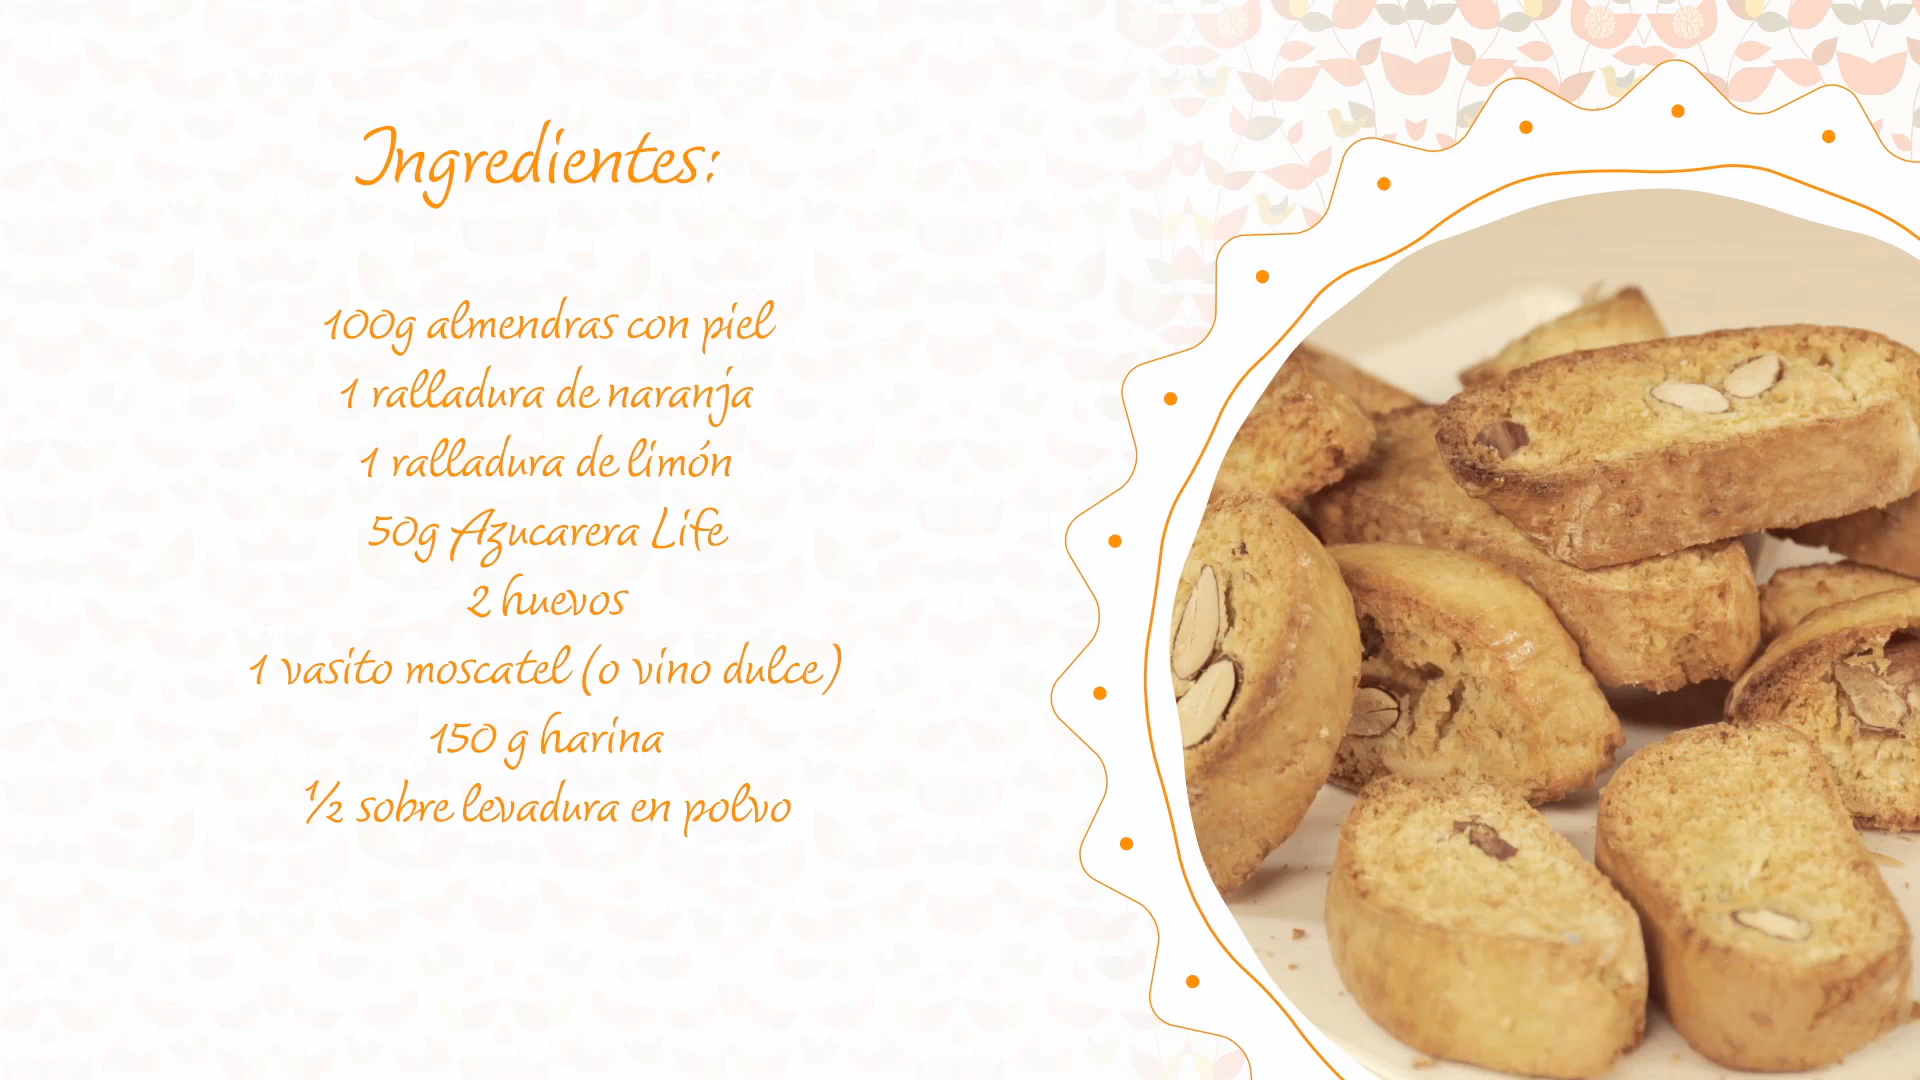 Ingredientes:
100g almendras con piel
1 ralladura de naranja
1 ralladura de limón
50g Azucarera Life
2 huevos
1 vasito moscatel (o vino dulce)
150 g harina
½ sobre levadura en polvo